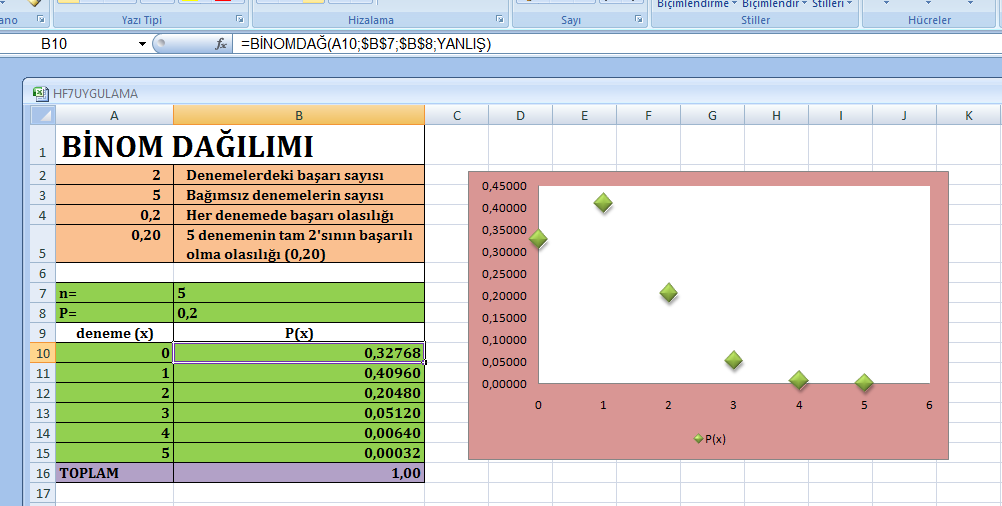 Biçimlendirme Biçimlendir Stilleri
ano Yazı Tipi Hizalama Sayı Stiller Hücreler
B10 fx =BİNOMDAĞ(A10;$B$7;$B$8;YANLIŞ)
HF7UYGULAMA
A B C D E F G H I J K
1 BİNOM DAĞILIMI
2 2 Denemelerdeki başarı sayısı
3 5 Bağımsız denemelerin sayısı
4 0,2 Her denemede başarı olasılığı
0,20 5 denemenin tam 2'sının başarılı
5 olma olasılığı (0,20)
6
7 n= 5
8 P= 0,2
9 deneme (x) P(x)
10 0 0,32768
11 1 0,40960
12 2 0,20480
13 3 0,05120
14 4 0,00640
15 5 0,00032
16 TOPLAM 1,00
17
0,45000
0,40000
0,35000
0,30000
0,25000
0,20000
0,15000
0,10000
0,05000
0,00000
0 1 2 3 4 5 6
P(x)